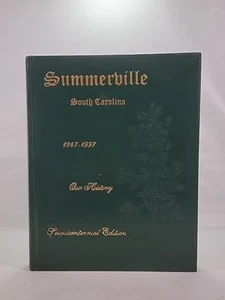 Summerville
South Carolina
1847-1997
Our History
Sesquicentennial Edition